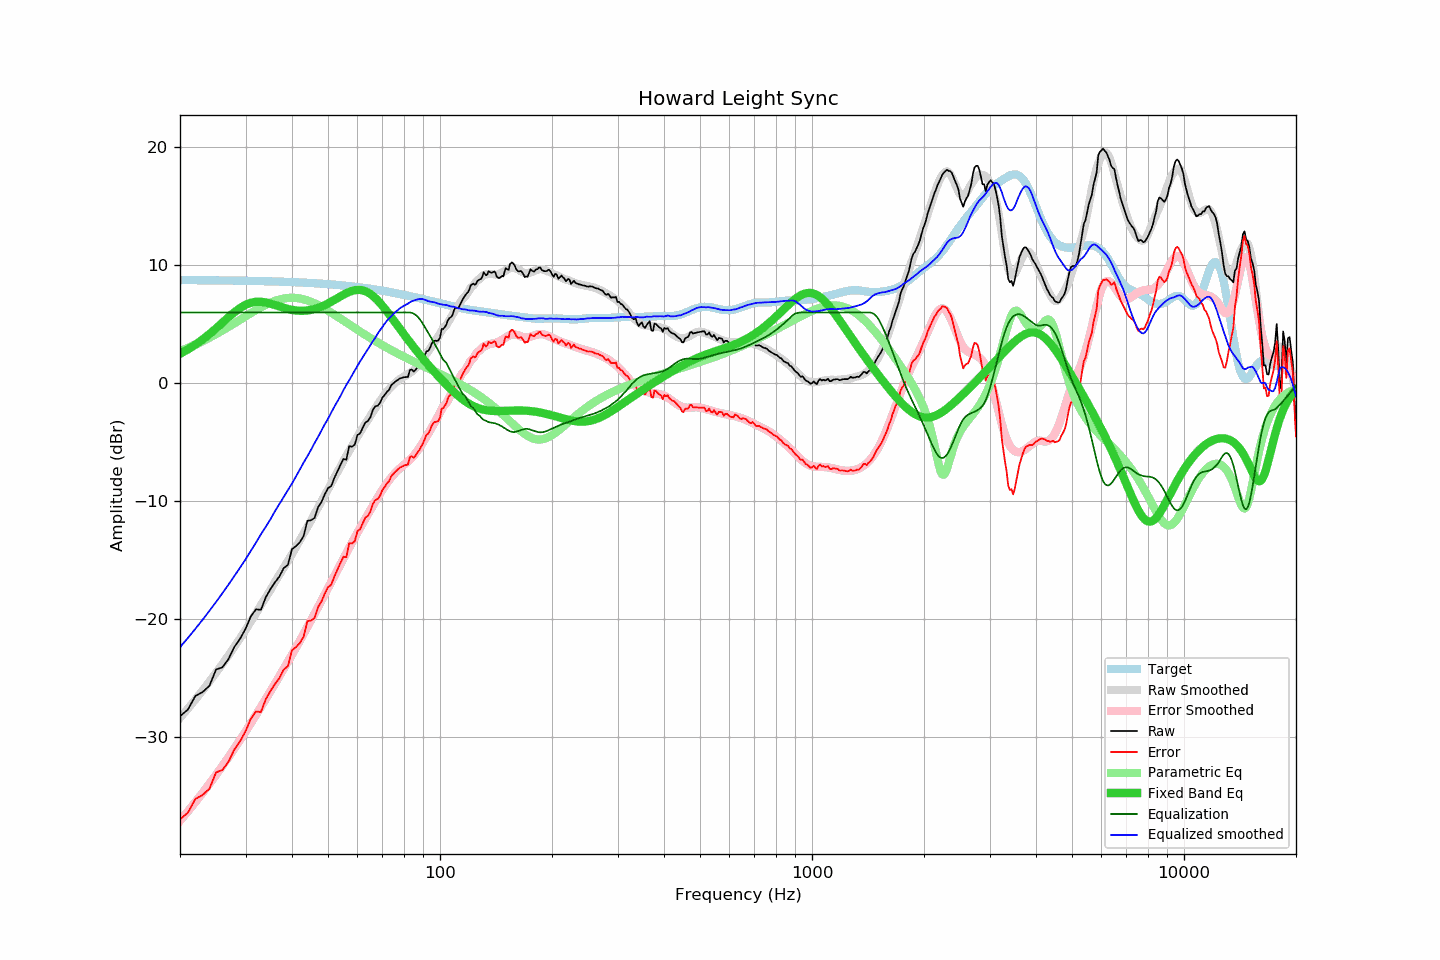 Howard Leight Sync
20
10
0
−10
−20
−30
Amplitude (dBr)
100
1000
10000
Frequency (Hz)
Target
Raw Smoothed
Error Smoothed
Raw
Error
Parametric Eq
Fixed Band Eq
Equalization
Equalized smoothed